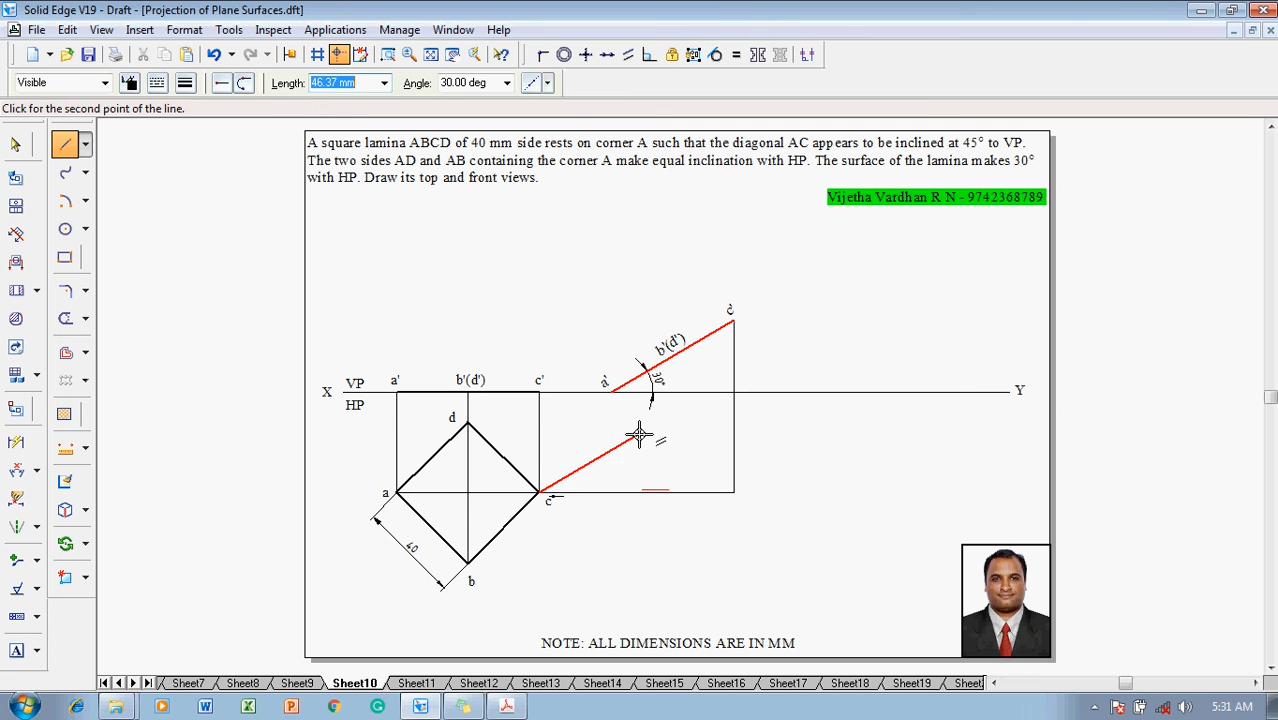 Solid Edge V19 - Draft - [Projection of Plane Surfaces.dft]
File Edit View Insert Format Tools Inspect Applications Manage Window Help
Visible Length: 46.37 mm Angle: 30.00 deg
Click for the second point of the line.
A square lamina ABCD of 40 mm side rests on corner A such that the diagonal AC appears to be inclined at 45° to VP.
The two sides AD and AB containing the corner A make equal inclination with HP. The surface of the lamina makes 30°
with HP. Draw its top and front views.
Vijetha Vardhan R N - 9742368789
c'
b'(d')
X VP a' b'(d') c' a' 30° Y
HP
d
a c
40
b
NOTE: ALL DIMENSIONS ARE IN MM
Sheet7 Sheet8 Sheet9 Sheet10 Sheet11 Sheet12 Sheet13 Sheet14 Sheet15 Sheet16 Sheet17 Sheet18 Sheet19 Sheet
5:31 AM